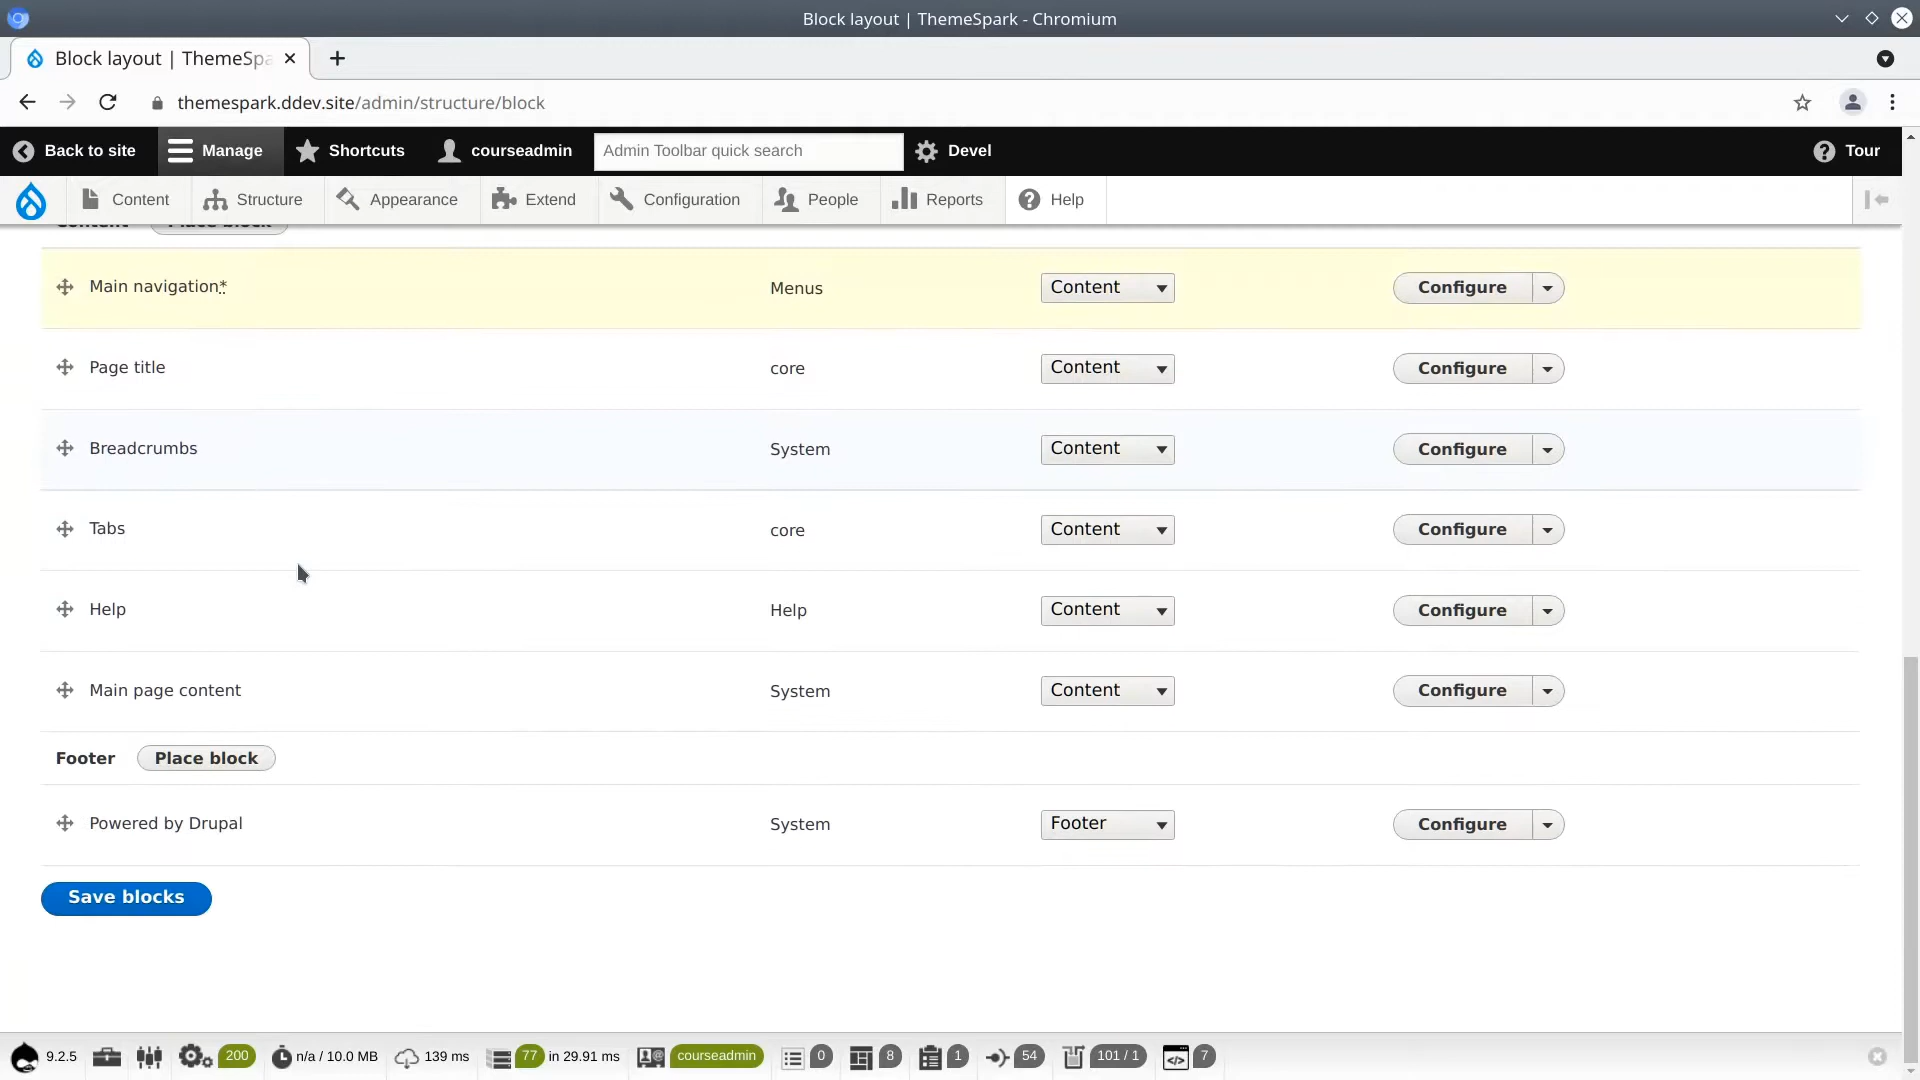 Block layout | ThemeSpark - Chromium
Block layout | ThemeSpa
themespark.ddev.site/admin/structure/block
Back to site Manage Shortcuts courseadmin Admin Toolbar quick search Devel Tour
Content Structure Appearance Extend Configuration People Reports Help
Content Place block
Main navigation* Menus Content Configure
Page title core Content Configure
Breadcrumbs System Content Configure
Tabs core Content Configure
Help Help Content Configure
Main page content System Content Configure
Footer Place block
Powered by Drupal System Footer Configure
Save blocks
9.2.5 200 n/a / 10.0 MB 139 ms 77 in 29.91 ms courseadmin 0 8 1 54 101 / 1 7